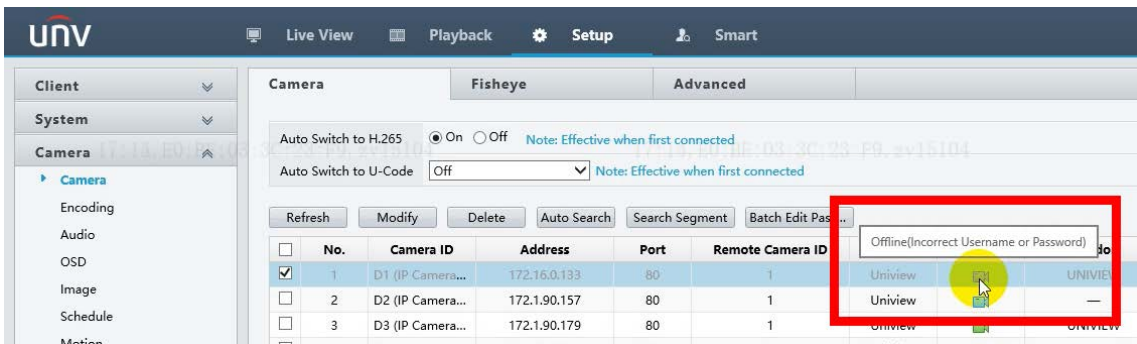 unv Live View Playback Setup Smart
Client
System
Camera
Camera
Encoding
Audio
OSD
Image
Schedule
Camera Fisheye Advanced
Auto Switch to H.265 On Off Note: Effective when first connected
Auto Switch to U-Code Off Note: Effective when first connected
Refresh Modify Delete Auto Search Search Segment Batch Edit Pas...
Offline(Incorrect Username or Password)
No. Camera ID Address Port Remote Camera ID
1 D1 (IP Camera... 172.16.0.133 80 1 Uniview UNIVIEW
2 D2 (IP Camera... 172.1.90.157 80 1 Uniview —
3 D3 (IP Camera... 172.1.90.179 80 1 Uniview UNIVIEW